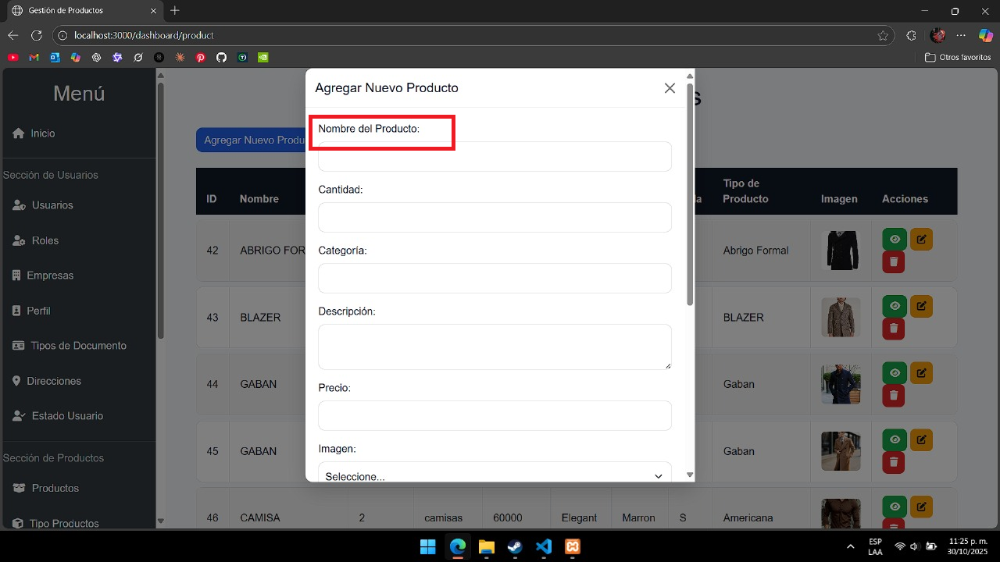 Gestión de Productos
localhost:3000/dashboard/product
Otros favoritos
Menú
Inicio
Sección de Usuarios
Usuarios
Roles
Empresas
Perfil
Tipos de Documento
Direcciones
Estado Usuario
Sección de Productos
Productos
Tipo Productos
Agregar Nuevo Produ
ID Nombre Tipo de Producto Imagen Acciones
42 ABRIGO FOR Abrigo Formal
43 BLAZER BLAZER
44 GABAN Gaban
45 GABAN Gaban
46 CAMISA 2 camisas 60000 Elegant Marron S Americana
Agregar Nuevo Producto
Nombre del Producto:
Cantidad:
Categoría:
Descripción:
Precio:
Imagen:
Seleccione...
ESP
LAA
11:25 p. m.
30/10/2025